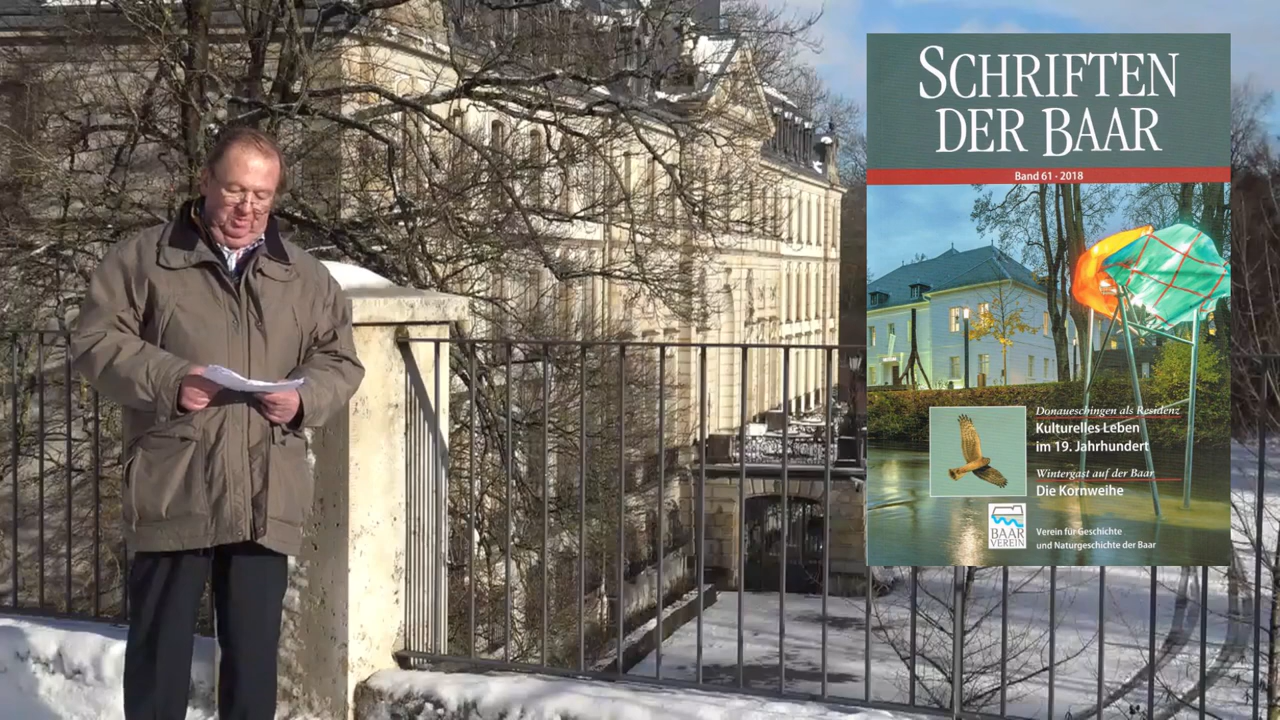 SCHRIFTEN
DER BAAR
Band 61 · 2018
Donaueschingen als Residenz
Kulturelles Leben
im 19. Jahrhundert
Wintergast auf der Baar
Die Kornweihe
BAAR
VEREIN
Verein für Geschichte
und Naturgeschichte der Baar